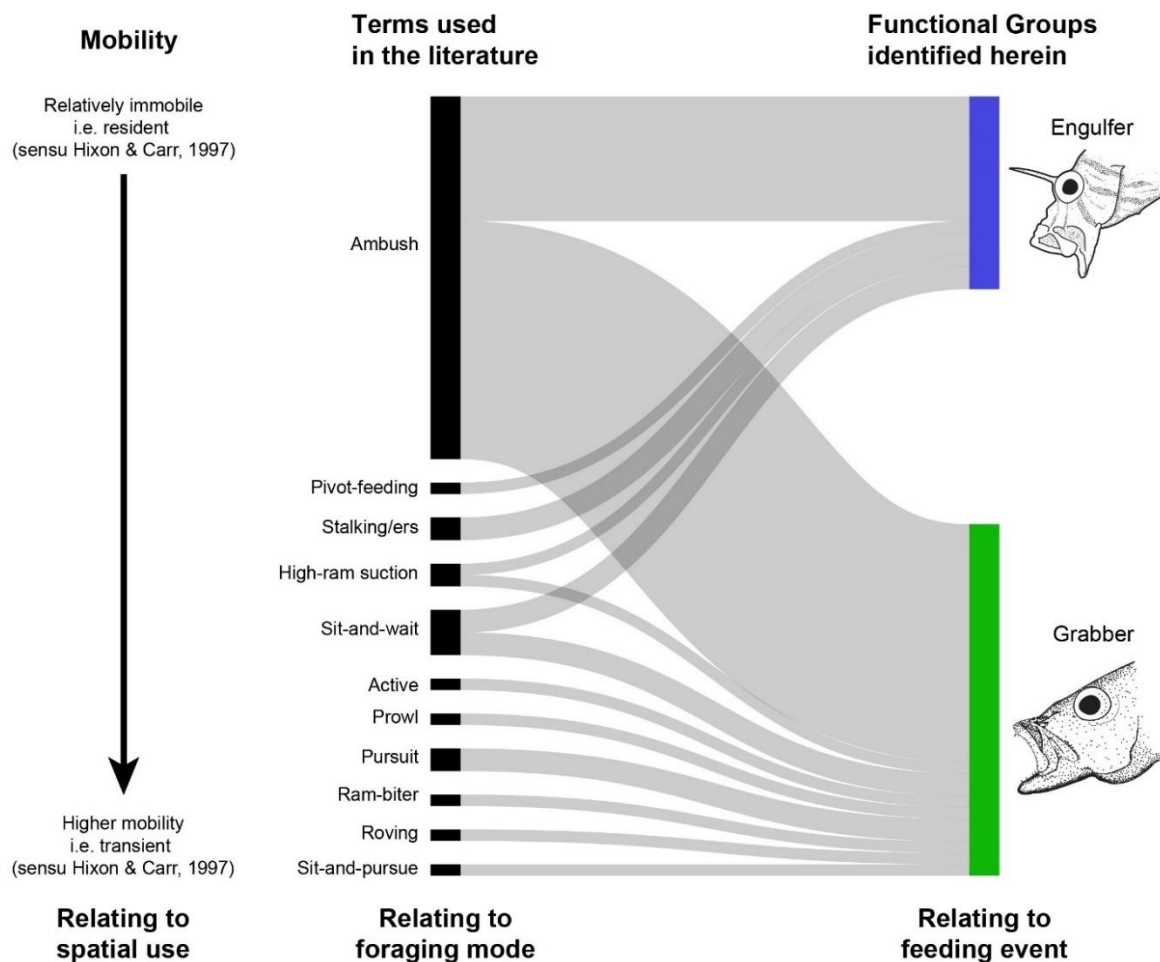 Mobility
Relatively immobile
i.e. resident
(sensu Hixon & Carr, 1997)
Higher mobility
i.e. transient
(sensu Hixon & Carr, 1997)
Relating to
spatial use
Terms used
in the literature
Ambush
Pivot-feeding
Stalking/ers
High-ram suction
Sit-and-wait
Active
Prowl
Pursuit
Ram-biter
Roving
Sit-and-pursue
Relating to
foraging mode
Functional Groups
identified herein
Engulfer
Grabber
Relating to
feeding event